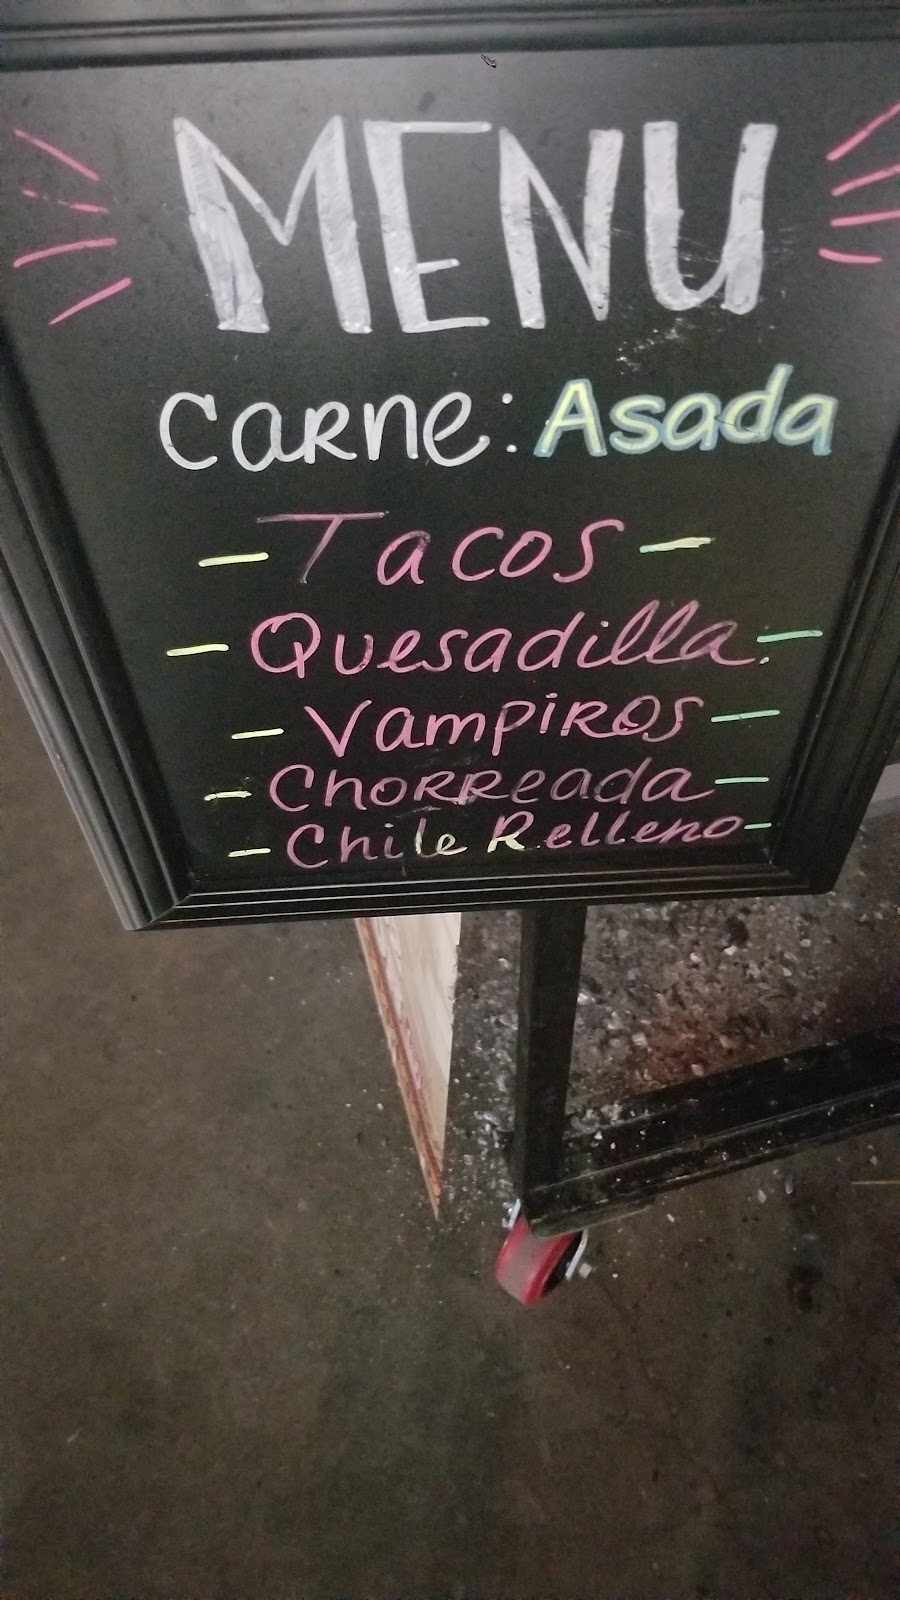 MENU
Carne: Asada
- Tacos -
- Quesadilla. -
- Vampiros -
- Chorreada -
- Chile Relleno -